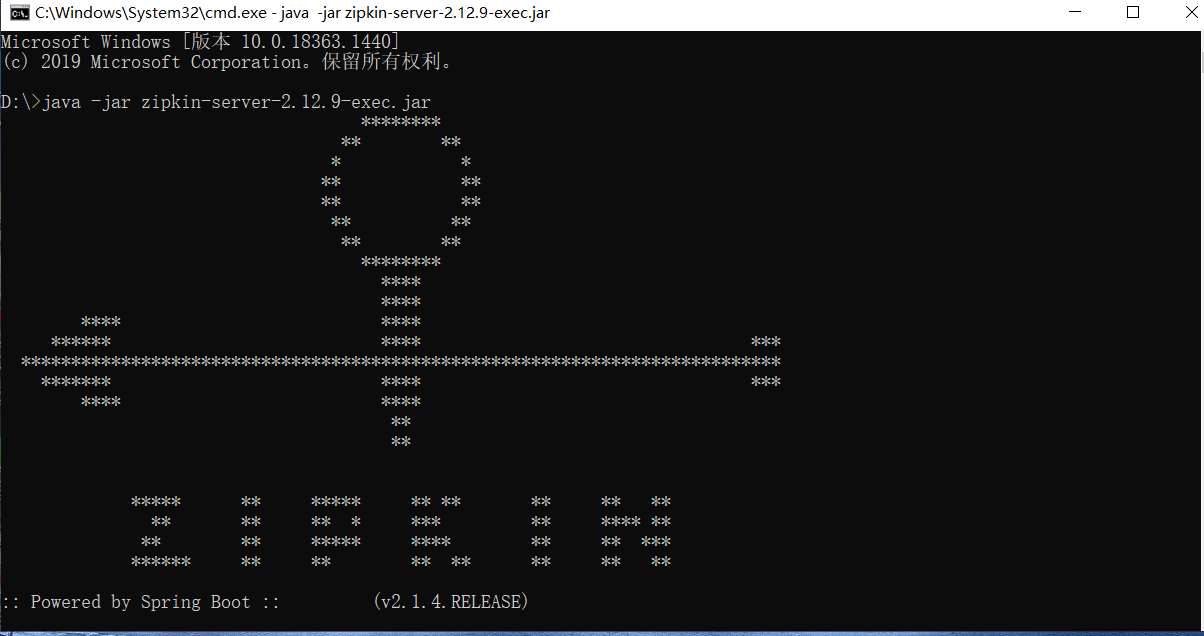 C:\Windows\System32\cmd.exe - java  -jar zipkin-server-2.12.9-exec.jar
Microsoft Windows [版本 10.0.18363.1440]
(c) 2019 Microsoft Corporation。保留所有权利。
D:\>java -jar zipkin-server-2.12.9-exec.jar
ZIPKIN
:: Powered by Spring Boot ::         (v2.1.4.RELEASE)